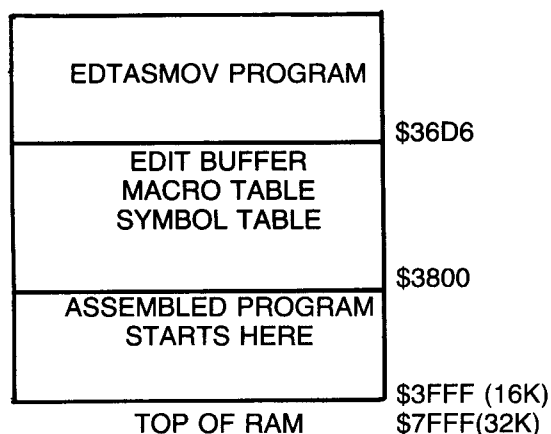 EDTASMOV PROGRAM
$36D6
EDIT BUFFER
MACRO TABLE
SYMBOL TABLE
$3800
ASSEMBLED PROGRAM
STARTS HERE
$3FFF (16K)
TOP OF RAM $7FFF(32K)